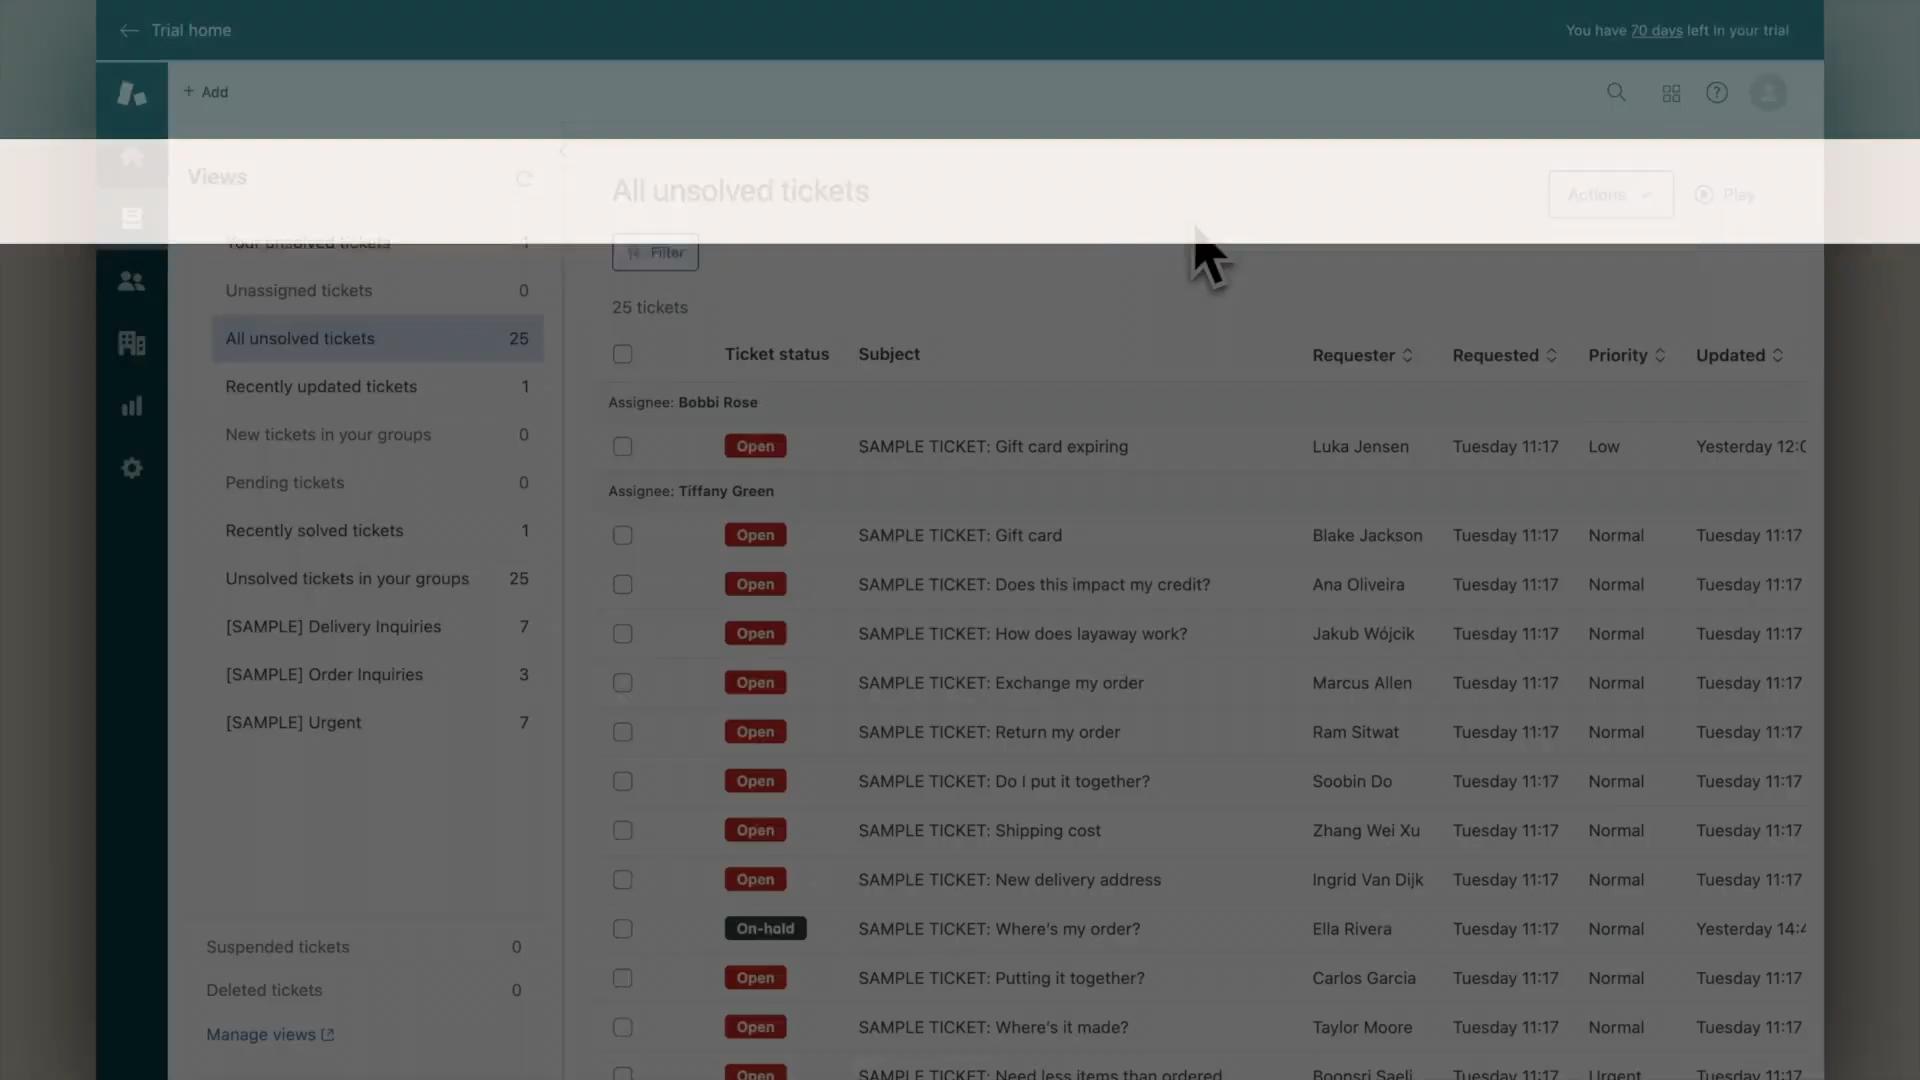 Trial home
You have 70 days left in your trial
+ Add
Views
All unsolved tickets
Actions
Play
Your unsolved tickets 1
Filter
Unassigned tickets 0
25 tickets
All unsolved tickets 25
Ticket status Subject Requester Requested Priority Updated
Recently updated tickets 1
Assignee: Bobbi Rose
New tickets in your groups 0
Open SAMPLE TICKET: Gift card expiring Luka Jensen Tuesday 11:17 Low Yesterday 12:0
Pending tickets 0
Assignee: Tiffany Green
Recently solved tickets 1
Open SAMPLE TICKET: Gift card Blake Jackson Tuesday 11:17 Normal Tuesday 11:17
Unsolved tickets in your groups 25
Open SAMPLE TICKET: Does this impact my credit? Ana Oliveira Tuesday 11:17 Normal Tuesday 11:17
[SAMPLE] Delivery Inquiries 7
Open SAMPLE TICKET: How does layaway work? Jakub Wójcik Tuesday 11:17 Normal Tuesday 11:17
[SAMPLE] Order Inquiries 3
Open SAMPLE TICKET: Exchange my order Marcus Allen Tuesday 11:17 Normal Tuesday 11:17
[SAMPLE] Urgent 7
Open SAMPLE TICKET: Return my order Ram Sitwat Tuesday 11:17 Normal Tuesday 11:17
Open SAMPLE TICKET: Do I put it together? Soobin Do Tuesday 11:17 Normal Tuesday 11:17
Open SAMPLE TICKET: Shipping cost Zhang Wei Xu Tuesday 11:17 Normal Tuesday 11:17
Open SAMPLE TICKET: New delivery address Ingrid Van Dijk Tuesday 11:17 Normal Tuesday 11:17
On-hold SAMPLE TICKET: Where's my order? Ella Rivera Tuesday 11:17 Normal Yesterday 14:4
Suspended tickets 0
Open SAMPLE TICKET: Putting it together? Carlos Garcia Tuesday 11:17 Normal Tuesday 11:17
Deleted tickets 0
Open SAMPLE TICKET: Where's it made? Taylor Moore Tuesday 11:17 Normal Tuesday 11:17
Manage views
Open SAMPLE TICKET: Need less items than ordered Boonsri Saeli Tuesday 11:17 Urgent Tuesday 11:17